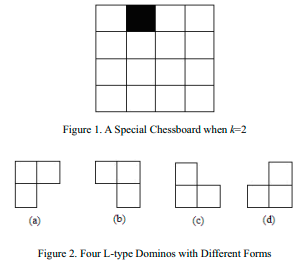 Figure 1. A Special Chessboard when k=2
(a) (b) (c) (d)
Figure 2. Four L-type Dominos with Different Forms